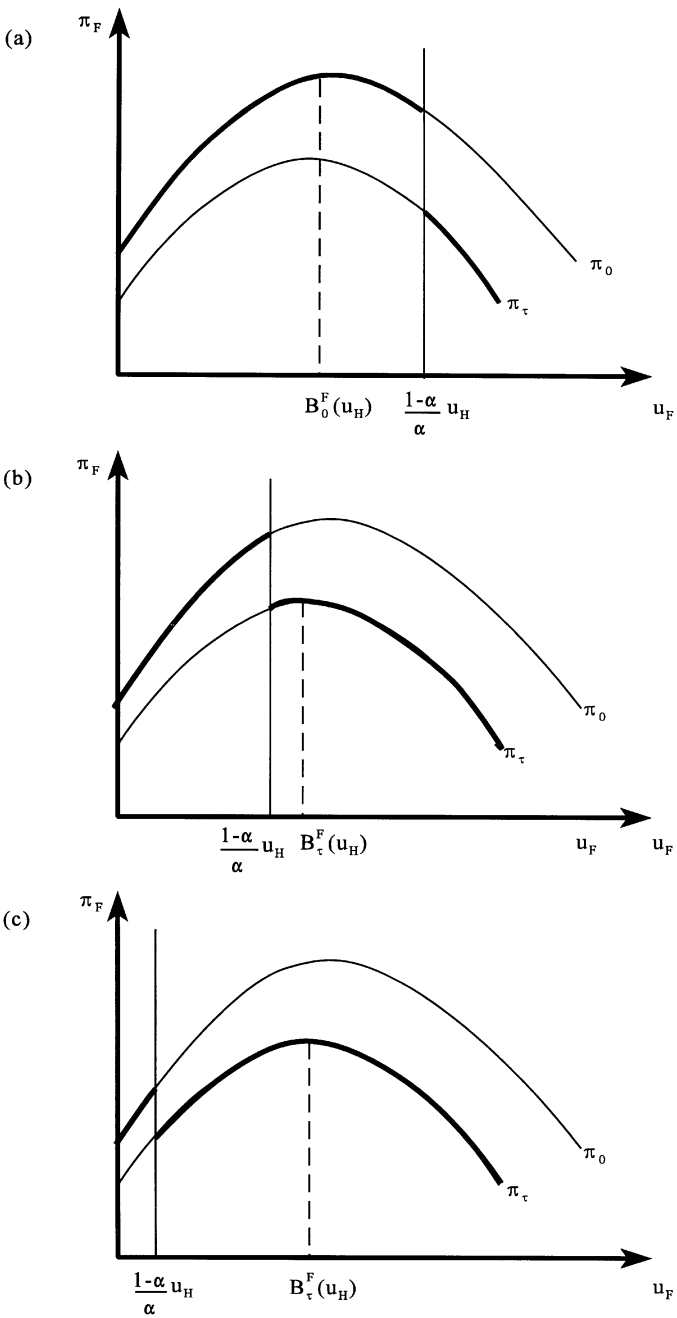 (a)
π_F
π_0
π_τ
B_0^F(u_H)
(1-α)/α u_H
u_F
(b)
π_F
π_0
π_τ
(1-α)/α u_H
B_τ^F(u_H)
u_F
u_F
(c)
π_F
π_0
π_τ
(1-α)/α u_H
B_τ^F(u_H)
u_F